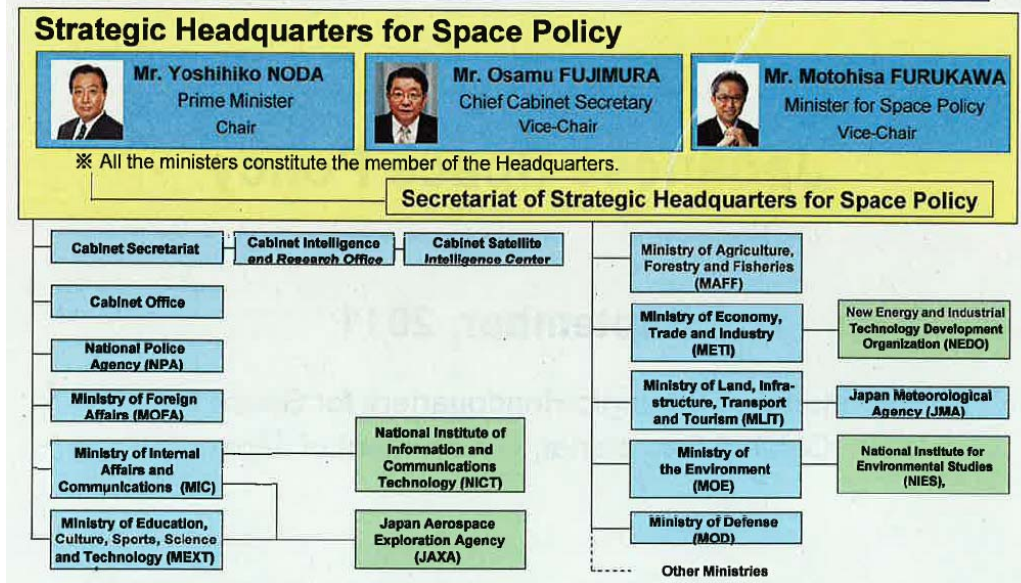 Strategic Headquarters for Space Policy
Mr. Yoshihiko NODA
Prime Minister
Chair
Mr. Osamu FUJIMURA
Chief Cabinet Secretary
Vice-Chair
Mr. Motohisa FURUKAWA
Minister for Space Policy
Vice-Chair
※ All the ministers constitute the member of the Headquarters.
Secretariat of Strategic Headquarters for Space Policy
Cabinet Secretariat
Cabinet Intelligence
and Research Office
Cabinet Satellite
Intelligence Center
Cabinet Office
National Police
Agency (NPA)
Ministry of Foreign
Affairs (MOFA)
Ministry of Internal
Affairs and
Communications (MIC)
National Institute of
Information and
Communications
Technology (NICT)
Ministry of Education,
Culture, Sports, Science
and Technology (MEXT)
Japan Aerospace
Exploration Agency
(JAXA)
Ministry of Agriculture,
Forestry and Fisheries
(MAFF)
Ministry of Economy,
Trade and Industry
(METI)
New Energy and Industrial
Technology Development
Organization (NEDO)
Ministry of Land, Infra-
structure, Transport
and Tourism (MLIT)
Japan Meteorological
Agency (JMA)
Ministry of
the Environment
(MOE)
National Institute for
Environmental Studies
(NIES),
Ministry of Defense
(MOD)
Other Ministries